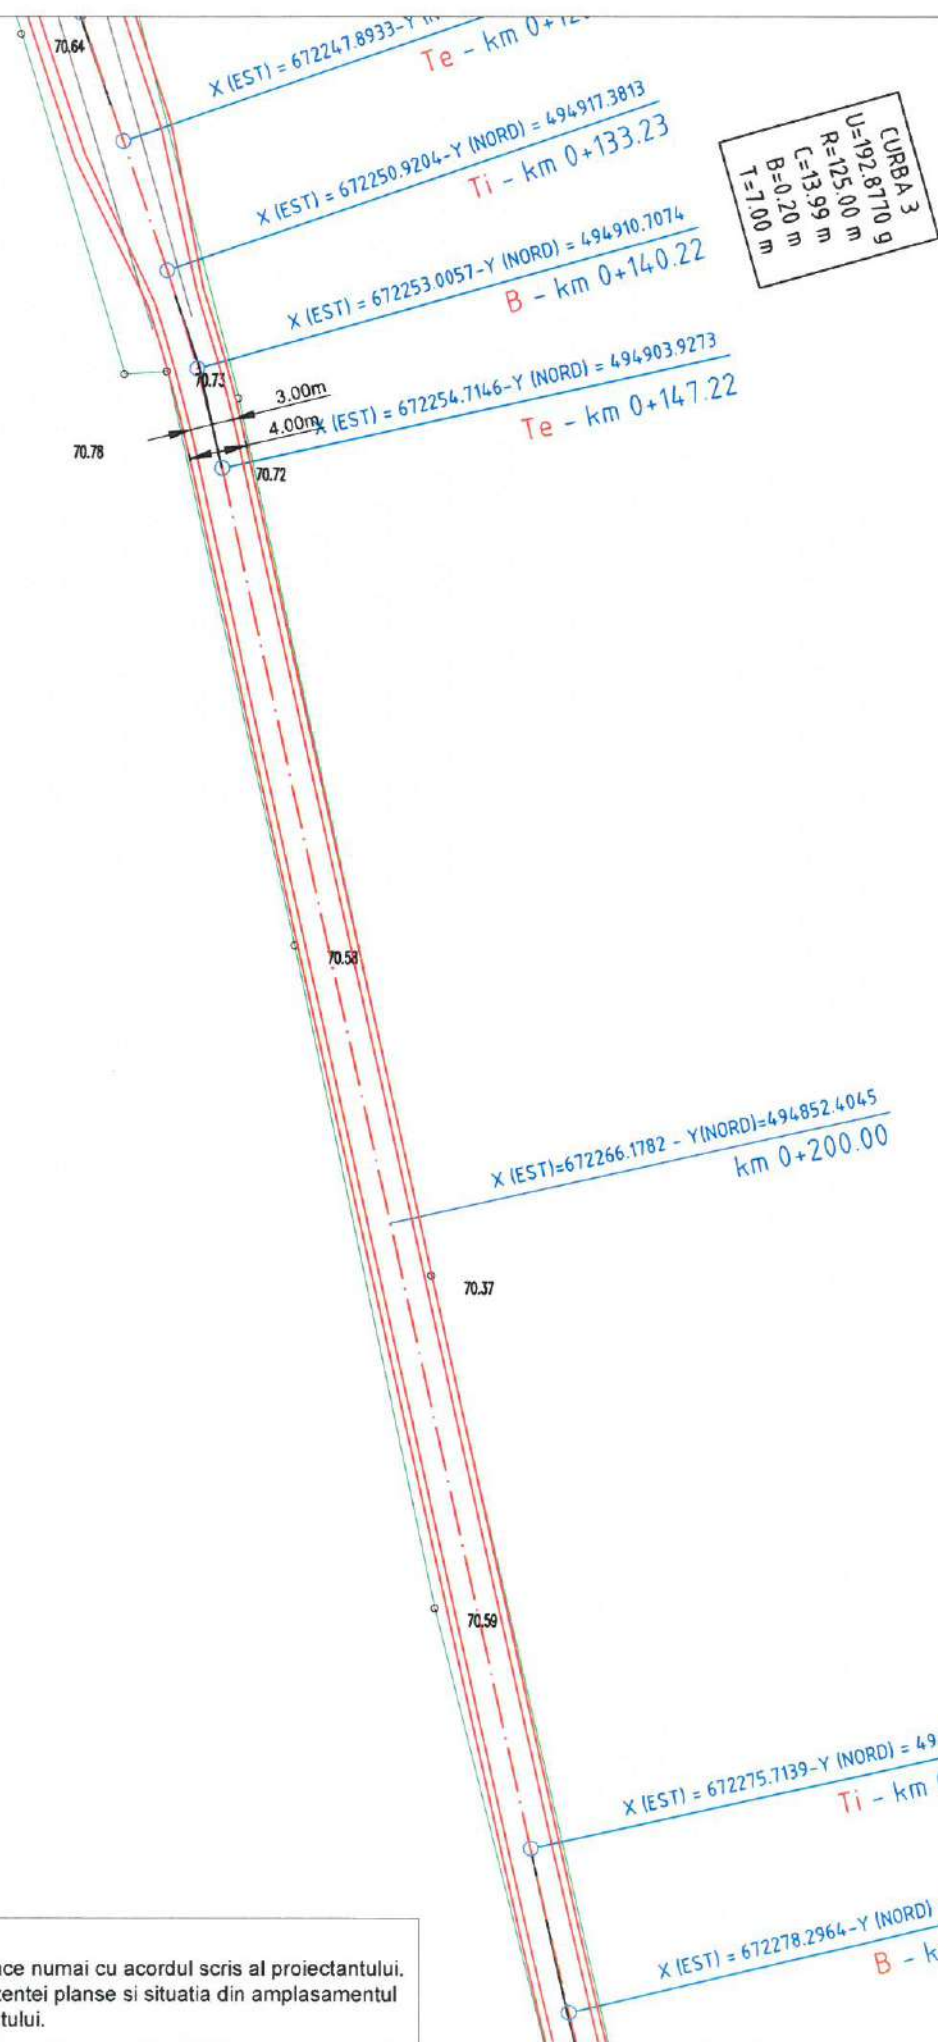 70.64
X (EST) = 672247.8933-Y
Te - km 0+12
X (EST) = 672250.9204-Y (NORD) = 494917.3813
Ti - km 0+133.23
CURBA 3
U=192.8770 g
R=125.00 m
C=13.99 m
B=0.20 m
T=7.00 m
X (EST) = 672253.0057-Y (NORD) = 494910.7074
B - km 0+140.22
70.73
3.00m
4.00m
X (EST) = 672254.7146-Y (NORD) = 494903.9273
Te - km 0+147.22
70.78
70.72
70.58
X (EST)=672266.1782 - Y(NORD)=494852.4045
km 0+200.00
70.37
70.59
X (EST) = 672275.7139-Y (NORD) = 49
Ti - km
X (EST) = 672278.2964-Y (NORD)
B - k
ce numai cu acordul scris al proiectantului.
zentei planse si situatia din amplasamentul
tului.